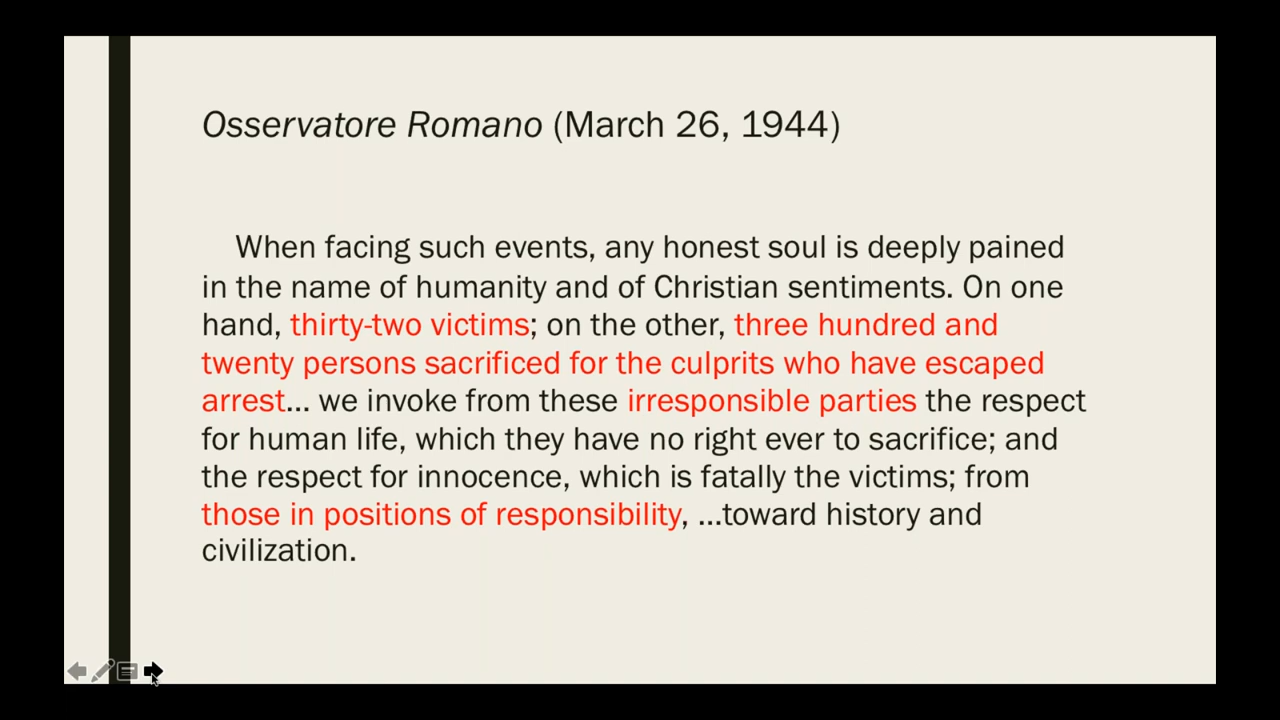 Osservatore Romano (March 26, 1944)
When facing such events, any honest soul is deeply pained
in the name of humanity and of Christian sentiments. On one
hand, thirty-two victims; on the other, three hundred and
twenty persons sacrificed for the culprits who have escaped
arrest... we invoke from these irresponsible parties the respect
for human life, which they have no right ever to sacrifice; and
the respect for innocence, which is fatally the victims; from
those in positions of responsibility, ...toward history and
civilization.